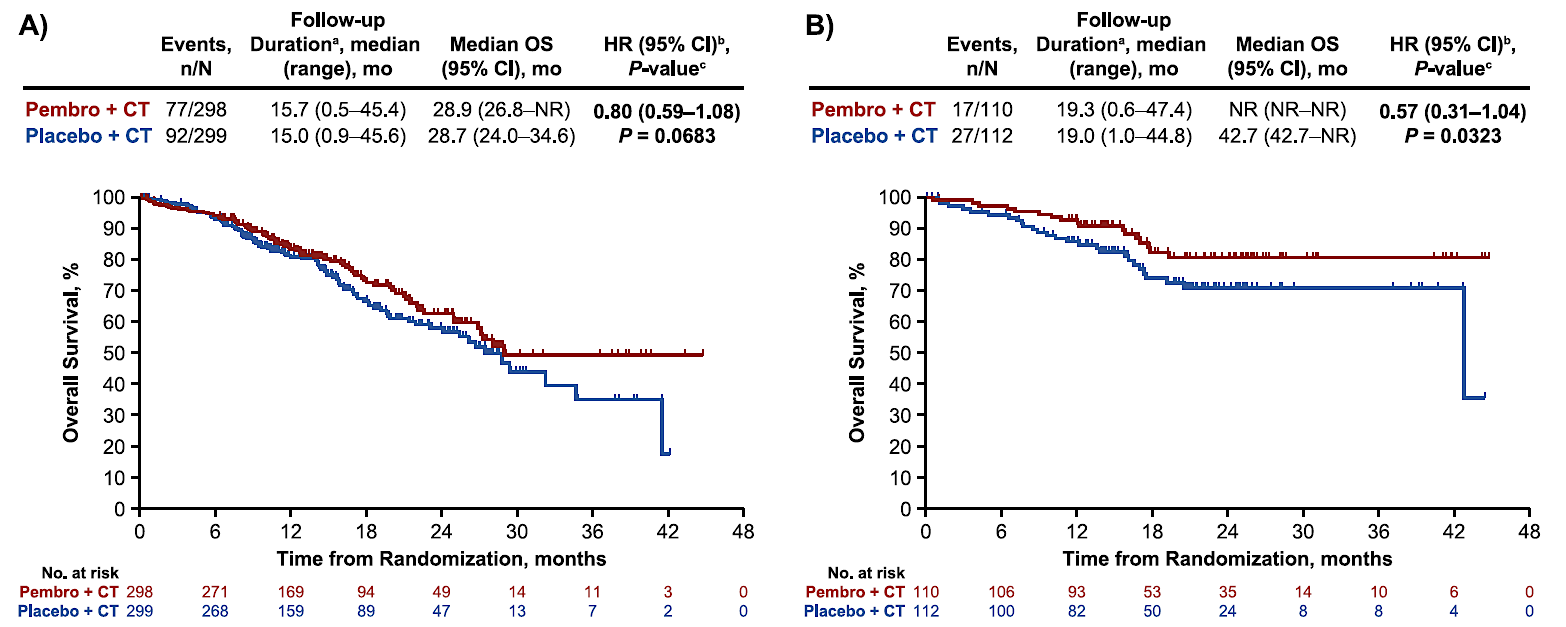 A)
Events, n/N
Follow-up Durationᵃ, median (range), mo
Median OS (95% CI), mo
HR (95% CI)ᵇ, P-valueᶜ
Pembro + CT 77/298 15.7 (0.5–45.4) 28.9 (26.8–NR) 0.80 (0.59–1.08)
Placebo + CT 92/299 15.0 (0.9–45.6) 28.7 (24.0–34.6) P = 0.0683
Overall Survival, %
100
90
80
70
60
50
40
30
20
10
0
0 6 12 18 24 30 36 42 48
Time from Randomization, months
No. at risk
Pembro + CT 298 271 169 94 49 14 11 3 0
Placebo + CT 299 268 159 89 47 13 7 2 0
B)
Events, n/N
Follow-up Durationᵃ, median (range), mo
Median OS (95% CI), mo
HR (95% CI)ᵇ, P-valueᶜ
Pembro + CT 17/110 19.3 (0.6–47.4) NR (NR–NR) 0.57 (0.31–1.04)
Placebo + CT 27/112 19.0 (1.0–44.8) 42.7 (42.7–NR) P = 0.0323
Overall Survival, %
100
90
80
70
60
50
40
30
20
10
0
0 6 12 18 24 30 36 42 48
Time from Randomization, months
No. at risk
Pembro + CT 110 106 93 53 35 14 10 6 0
Placebo + CT 112 100 82 50 24 8 8 4 0